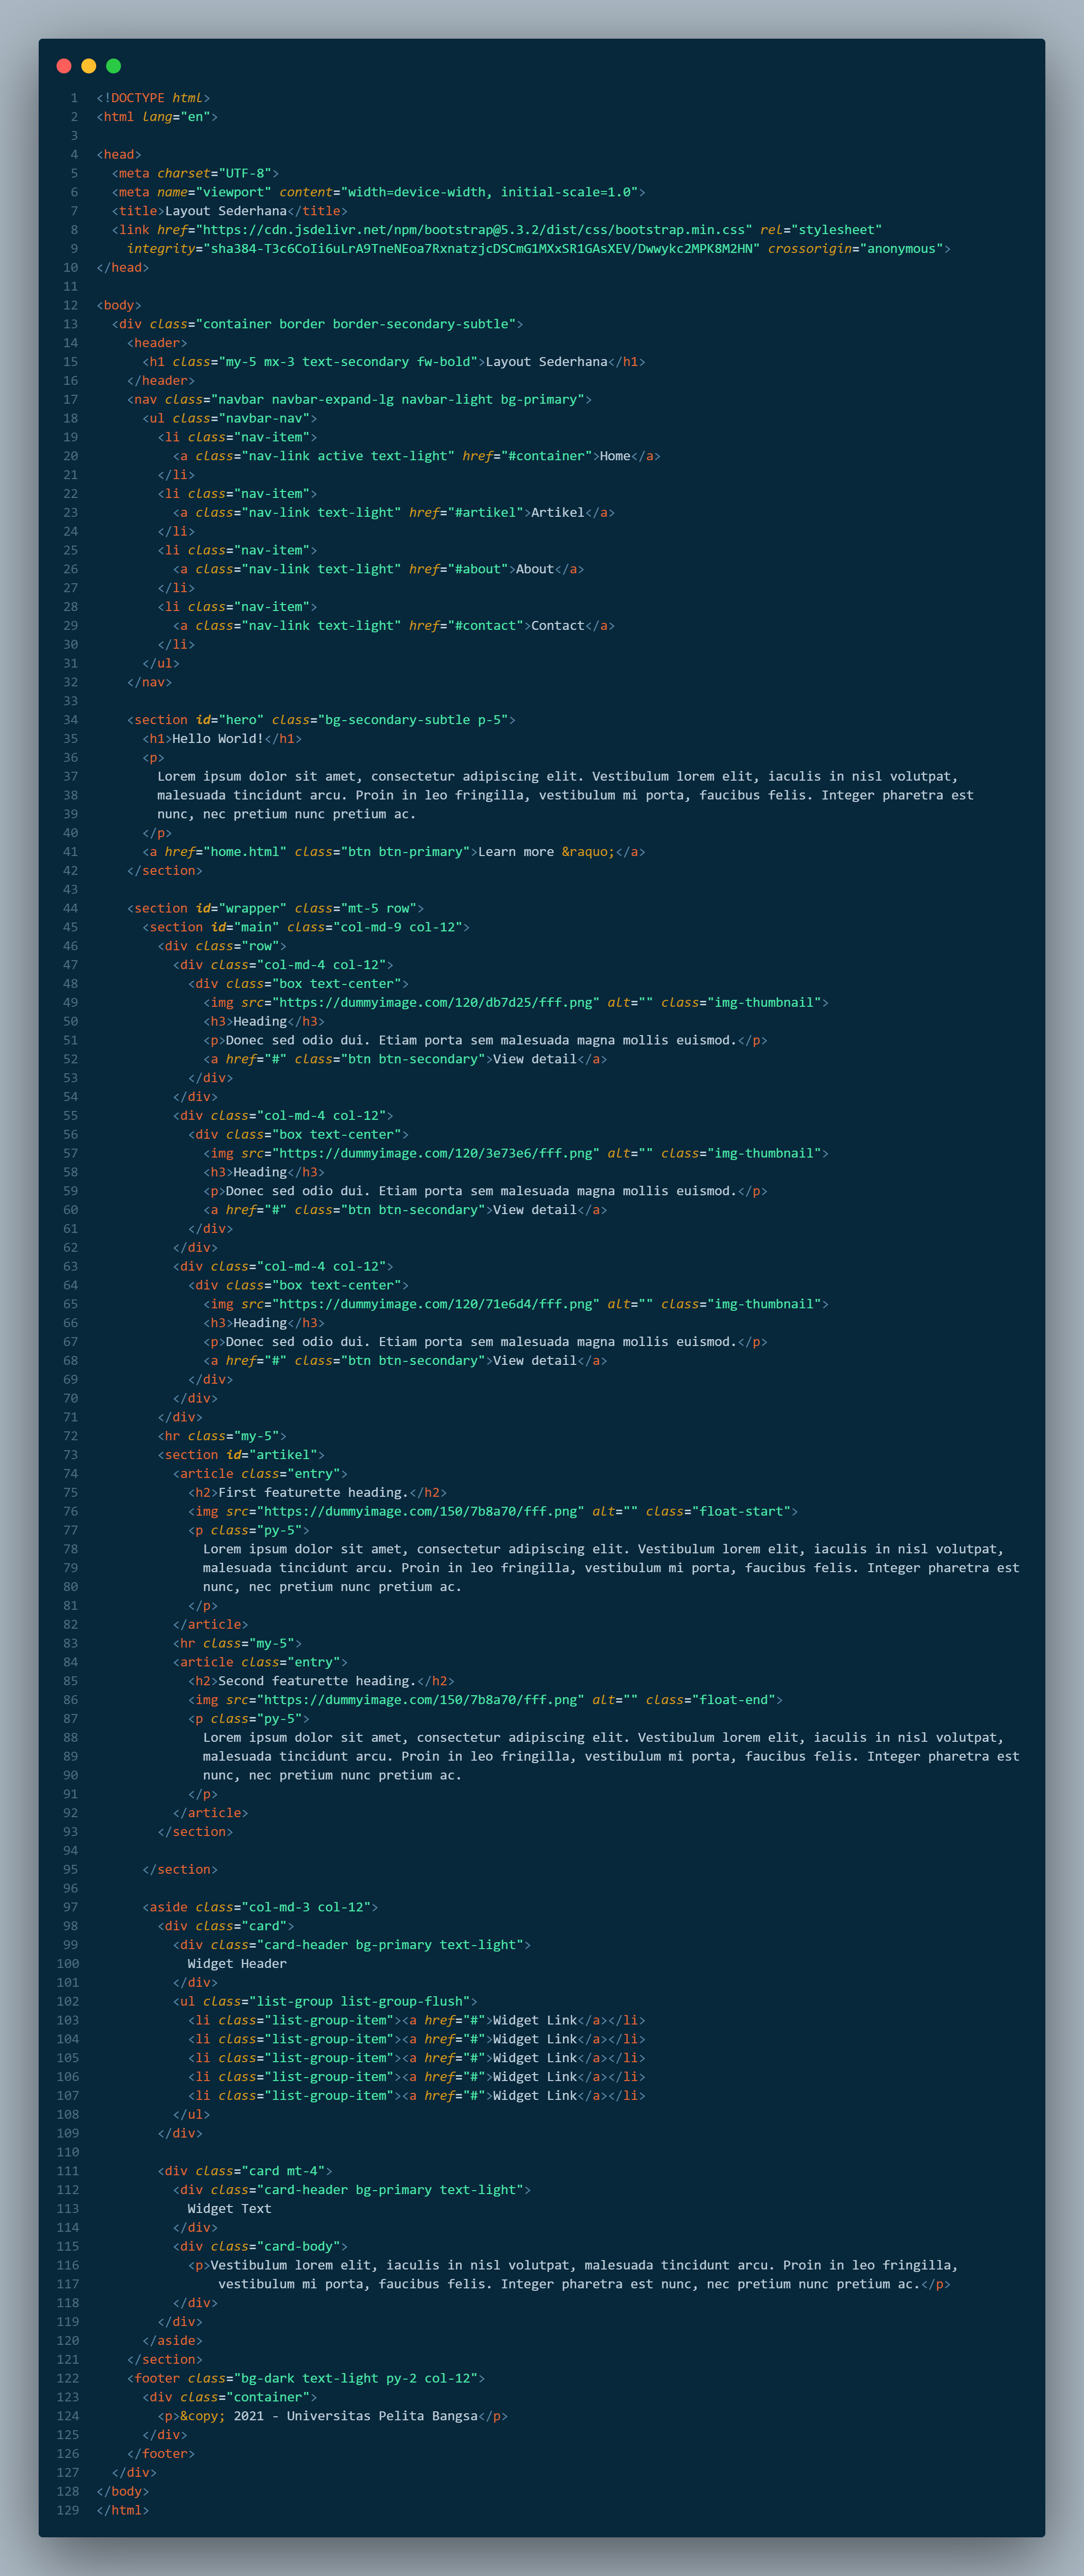 1 <!DOCTYPE html>
2 <html lang="en">
3
4 <head>
5   <meta charset="UTF-8">
6   <meta name="viewport" content="width=device-width, initial-scale=1.0">
7   <title>Layout Sederhana</title>
8   <link href="https://cdn.jsdelivr.net/npm/bootstrap@5.3.2/dist/css/bootstrap.min.css" rel="stylesheet"
9     integrity="sha384-T3c6CoIi6uLrA9TneNEoa7RxnatzjcDSCmG1MXxSR1GAsXEV/Dwwykc2MPK8M2HN" crossorigin="anonymous">
10 </head>
11
12 <body>
13   <div class="container border border-secondary-subtle">
14     <header>
15       <h1 class="my-5 mx-3 text-secondary fw-bold">Layout Sederhana</h1>
16     </header>
17     <nav class="navbar navbar-expand-lg navbar-light bg-primary">
18       <ul class="navbar-nav">
19         <li class="nav-item">
20           <a class="nav-link active text-light" href="#container">Home</a>
21         </li>
22         <li class="nav-item">
23           <a class="nav-link text-light" href="#artikel">Artikel</a>
24         </li>
25         <li class="nav-item">
26           <a class="nav-link text-light" href="#about">About</a>
27         </li>
28         <li class="nav-item">
29           <a class="nav-link text-light" href="#contact">Contact</a>
30         </li>
31       </ul>
32     </nav>
33
34     <section id="hero" class="bg-secondary-subtle p-5">
35       <h1>Hello World!</h1>
36       <p>
37         Lorem ipsum dolor sit amet, consectetur adipiscing elit. Vestibulum lorem elit, iaculis in nisl volutpat,
38         malesuada tincidunt arcu. Proin in leo fringilla, vestibulum mi porta, faucibus felis. Integer pharetra est
39         nunc, nec pretium nunc pretium ac.
40       </p>
41       <a href="home.html" class="btn btn-primary">Learn more &raquo;</a>
42     </section>
43
44     <section id="wrapper" class="mt-5 row">
45       <section id="main" class="col-md-9 col-12">
46         <div class="row">
47           <div class="col-md-4 col-12">
48             <div class="box text-center">
49               <img src="https://dummyimage.com/120/db7d25/fff.png" alt="" class="img-thumbnail">
50               <h3>Heading</h3>
51               <p>Donec sed odio dui. Etiam porta sem malesuada magna mollis euismod.</p>
52               <a href="#" class="btn btn-secondary">View detail</a>
53             </div>
54           </div>
55           <div class="col-md-4 col-12">
56             <div class="box text-center">
57               <img src="https://dummyimage.com/120/3e73e6/fff.png" alt="" class="img-thumbnail">
58               <h3>Heading</h3>
59               <p>Donec sed odio dui. Etiam porta sem malesuada magna mollis euismod.</p>
60               <a href="#" class="btn btn-secondary">View detail</a>
61             </div>
62           </div>
63           <div class="col-md-4 col-12">
64             <div class="box text-center">
65               <img src="https://dummyimage.com/120/71e6d4/fff.png" alt="" class="img-thumbnail">
66               <h3>Heading</h3>
67               <p>Donec sed odio dui. Etiam porta sem malesuada magna mollis euismod.</p>
68               <a href="#" class="btn btn-secondary">View detail</a>
69             </div>
70           </div>
71         </div>
72         <hr class="my-5">
73         <section id="artikel">
74           <article class="entry">
75             <h2>First featurette heading.</h2>
76             <img src="https://dummyimage.com/150/7b8a70/fff.png" alt="" class="float-start">
77             <p class="py-5">
78               Lorem ipsum dolor sit amet, consectetur adipiscing elit. Vestibulum lorem elit, iaculis in nisl volutpat,
79               malesuada tincidunt arcu. Proin in leo fringilla, vestibulum mi porta, faucibus felis. Integer pharetra est
80               nunc, nec pretium nunc pretium ac.
81             </p>
82           </article>
83           <hr class="my-5">
84           <article class="entry">
85             <h2>Second featurette heading.</h2>
86             <img src="https://dummyimage.com/150/7b8a70/fff.png" alt="" class="float-end">
87             <p class="py-5">
88               Lorem ipsum dolor sit amet, consectetur adipiscing elit. Vestibulum lorem elit, iaculis in nisl volutpat,
89               malesuada tincidunt arcu. Proin in leo fringilla, vestibulum mi porta, faucibus felis. Integer pharetra est
90               nunc, nec pretium nunc pretium ac.
91             </p>
92           </article>
93         </section>
94
95       </section>
96
97       <aside class="col-md-3 col-12">
98         <div class="card">
99           <div class="card-header bg-primary text-light">
100             Widget Header
101           </div>
102           <ul class="list-group list-group-flush">
103             <li class="list-group-item"><a href="#">Widget Link</a></li>
104             <li class="list-group-item"><a href="#">Widget Link</a></li>
105             <li class="list-group-item"><a href="#">Widget Link</a></li>
106             <li class="list-group-item"><a href="#">Widget Link</a></li>
107             <li class="list-group-item"><a href="#">Widget Link</a></li>
108           </ul>
109         </div>
110
111         <div class="card mt-4">
112           <div class="card-header bg-primary text-light">
113             Widget Text
114           </div>
115           <div class="card-body">
116             <p>Vestibulum lorem elit, iaculis in nisl volutpat, malesuada tincidunt arcu. Proin in leo fringilla,
117                 vestibulum mi porta, faucibus felis. Integer pharetra est nunc, nec pretium nunc pretium ac.</p>
118           </div>
119         </div>
120       </aside>
121     </section>
122     <footer class="bg-dark text-light py-2 col-12">
123       <div class="container">
124         <p>&copy; 2021 - Universitas Pelita Bangsa</p>
125       </div>
126     </footer>
127   </div>
128 </body>
129 </html>